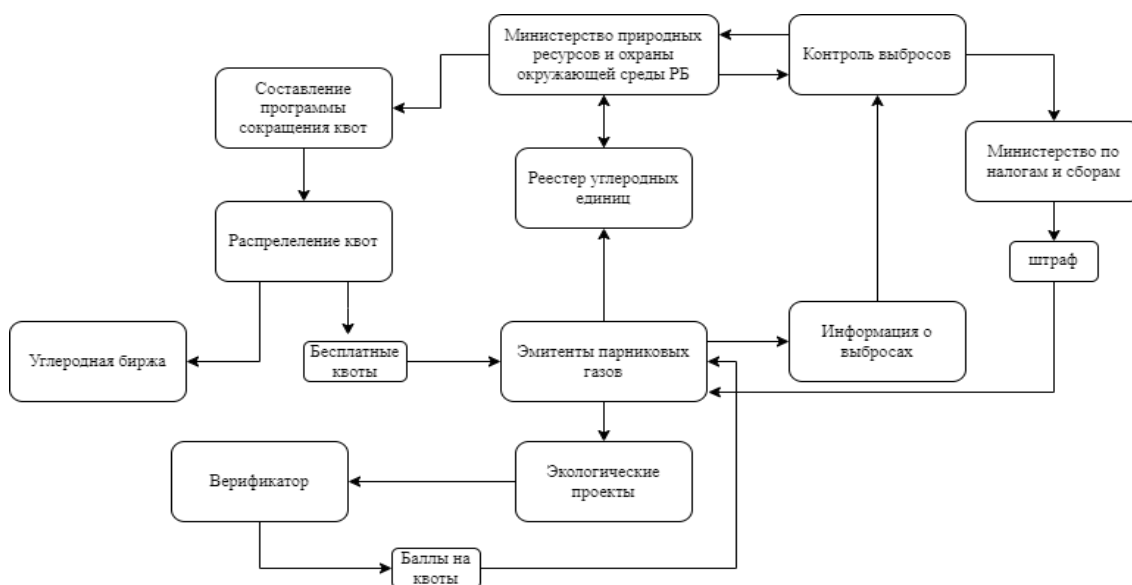 Министерство природных
ресурсов и охраны
окружающей среды РБ
Контроль выбросов
Составление
программы
сокращения квот
Министерство по
налогам и сборам
Реестер углеродных
единиц
Распрелеление квот
штраф
Углеродная биржа
Бесплатные
квоты
Эмитенты парниковых
газов
Информация о
выбросах
Верификатор
Экологические
проекты
Баллы на
квоты